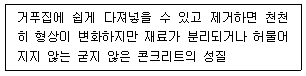 거푸집에 쉽게 다져넣을 수 있고 제거하면 천천
히 형상이 변화하지만 재료가 분리되거나 허물어
지지 않는 굳지 않은 콘크리트의 성질